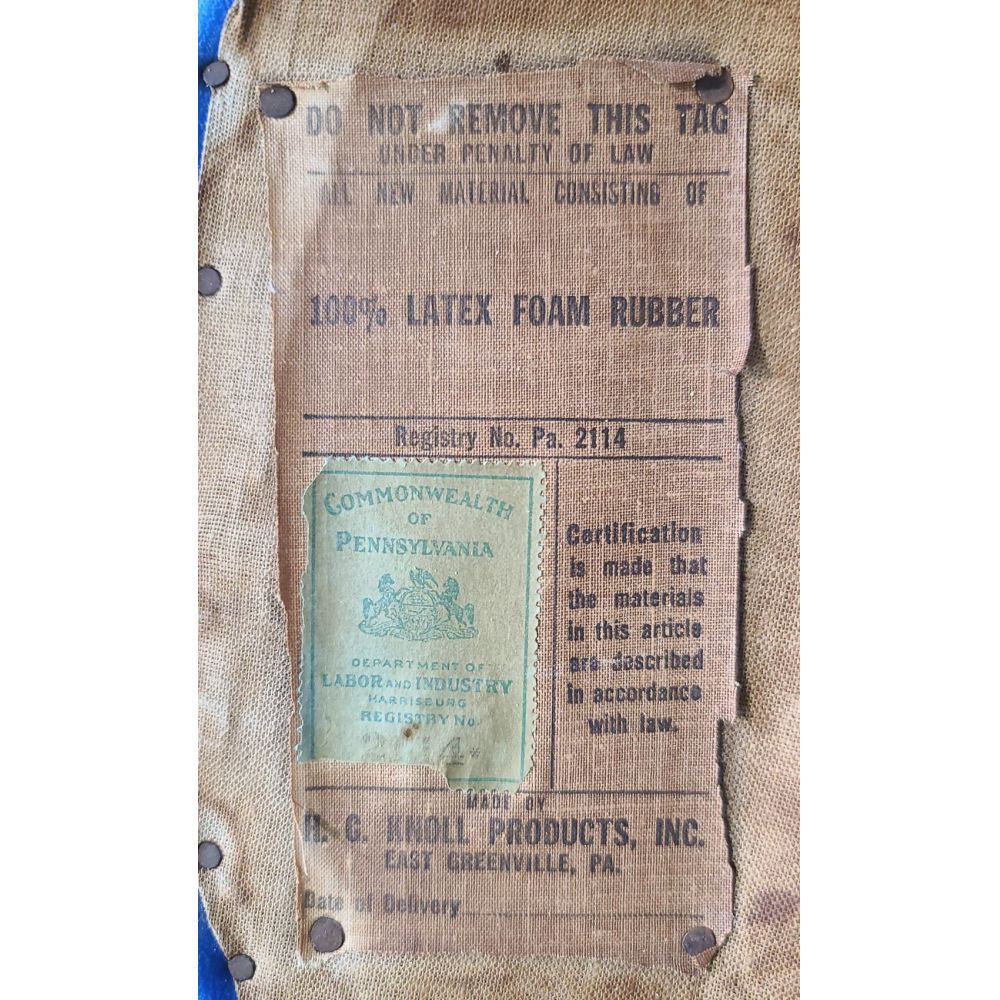 DO NOT REMOVE THIS TAG
UNDER PENALTY OF LAW
ALL NEW MATERIAL CONSISTING OF
100% LATEX FOAM RUBBER
Registry No. Pa. 2114
COMMONWEALTH
OF
PENNSYLVANIA
DEPARTMENT OF
LABOR AND INDUSTRY
HARRISBURG
REGISTRY No
2114*
Certification
is made that
the materials
in this article
are described
in accordance
with law.
MADE BY
H. G. KNOLL PRODUCTS, INC.
EAST GREENVILLE, PA.
Date of Delivery